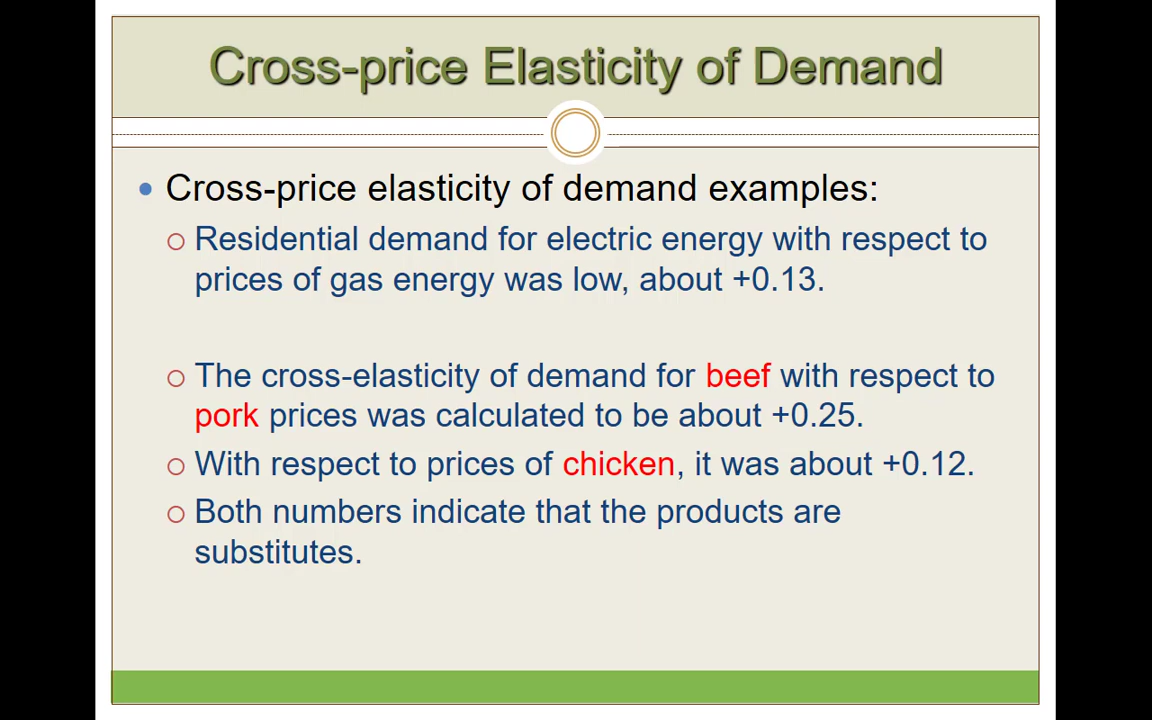 Cross-price Elasticity of Demand
Cross-price elasticity of demand examples:
Residential demand for electric energy with respect to
prices of gas energy was low, about +0.13.
The cross-elasticity of demand for beef with respect to
pork prices was calculated to be about +0.25.
With respect to prices of chicken, it was about +0.12.
Both numbers indicate that the products are
substitutes.